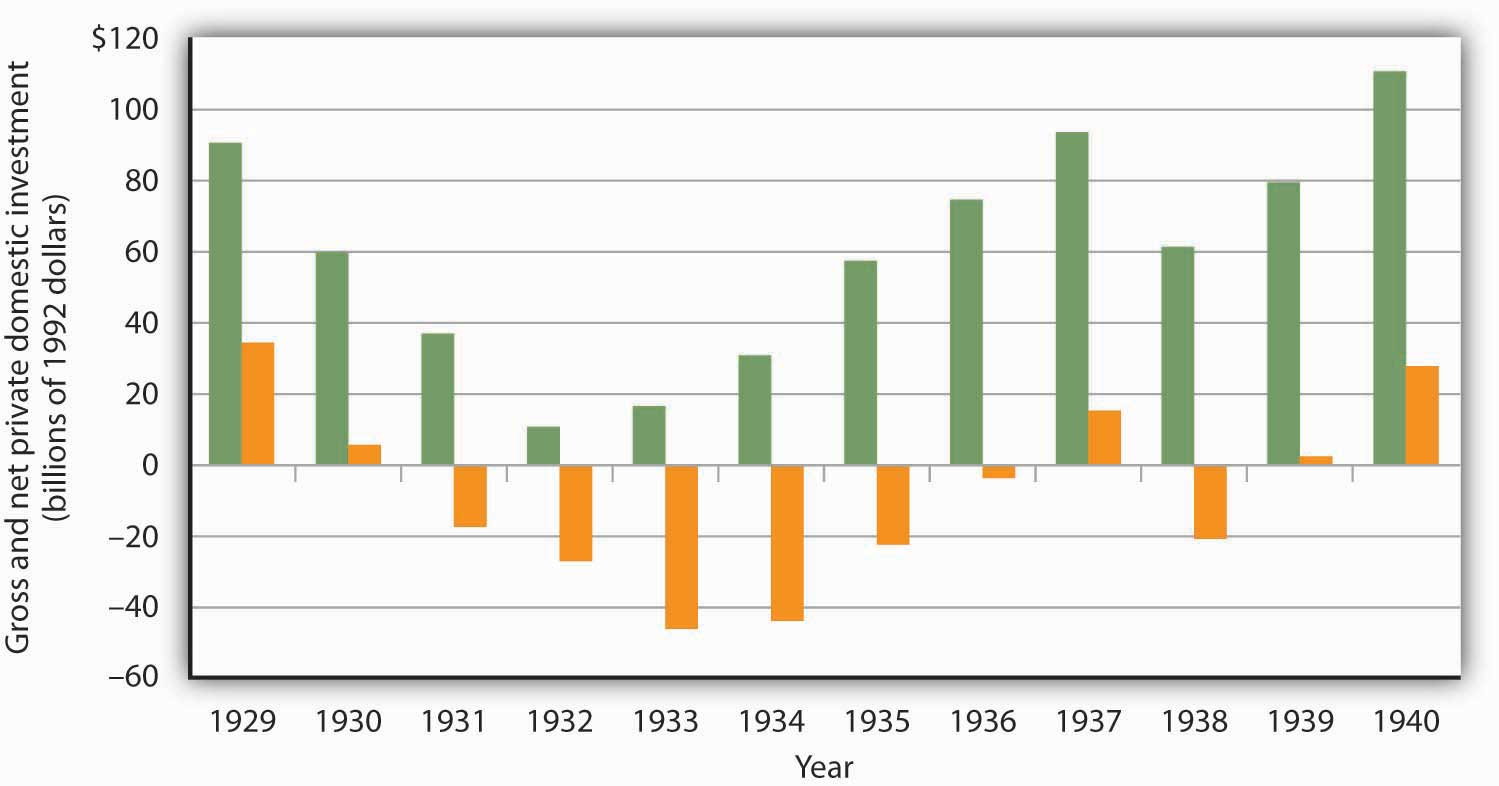 Gross and net private domestic investment
(billions of 1992 dollars)
$120
100
80
60
40
20
0
–20
–40
–60
1929 1930 1931 1932 1933 1934 1935 1936 1937 1938 1939 1940
Year